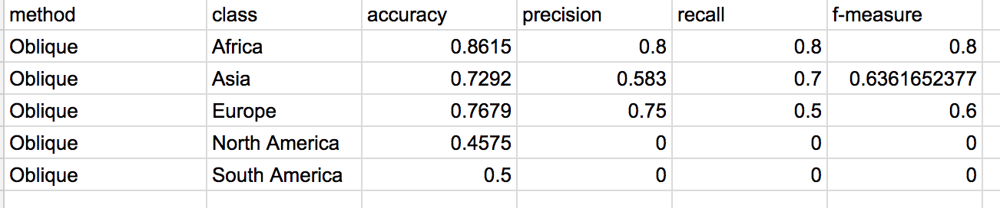 method class accuracy precision recall f-measure
Oblique Africa 0.8615 0.8 0.8 0.8
Oblique Asia 0.7292 0.583 0.7 0.6361652377
Oblique Europe 0.7679 0.75 0.5 0.6
Oblique North America 0.4575 0 0 0
Oblique South America 0.5 0 0 0